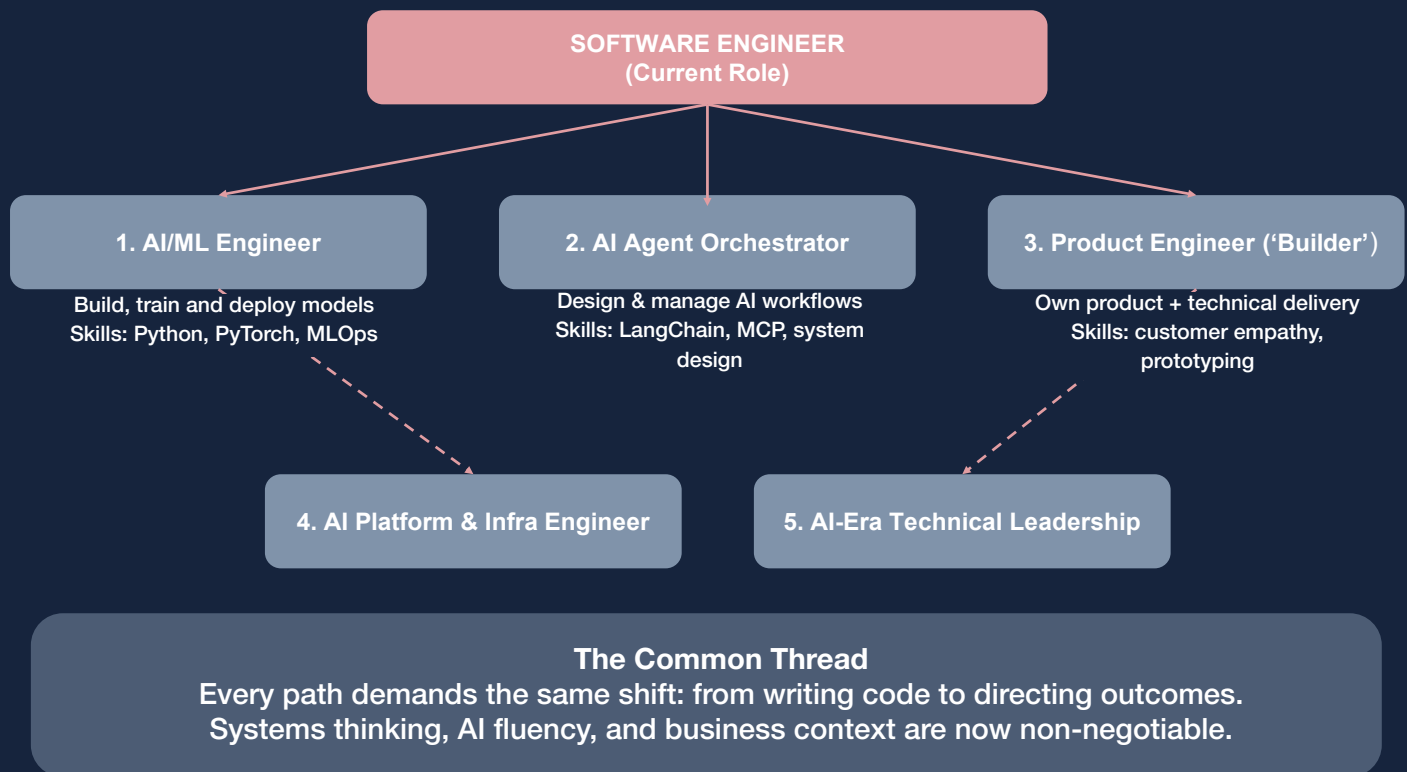 SOFTWARE ENGINEER
(Current Role)
1. AI/ML Engineer
Build, train and deploy models
Skills: Python, PyTorch, MLOps
2. AI Agent Orchestrator
Design & manage AI workflows
Skills: LangChain, MCP, system
design
3. Product Engineer (‘Builder’)
Own product + technical delivery
Skills: customer empathy,
prototyping
4. AI Platform & Infra Engineer
5. AI-Era Technical Leadership
The Common Thread
Every path demands the same shift: from writing code to directing outcomes.
Systems thinking, AI fluency, and business context are now non-negotiable.